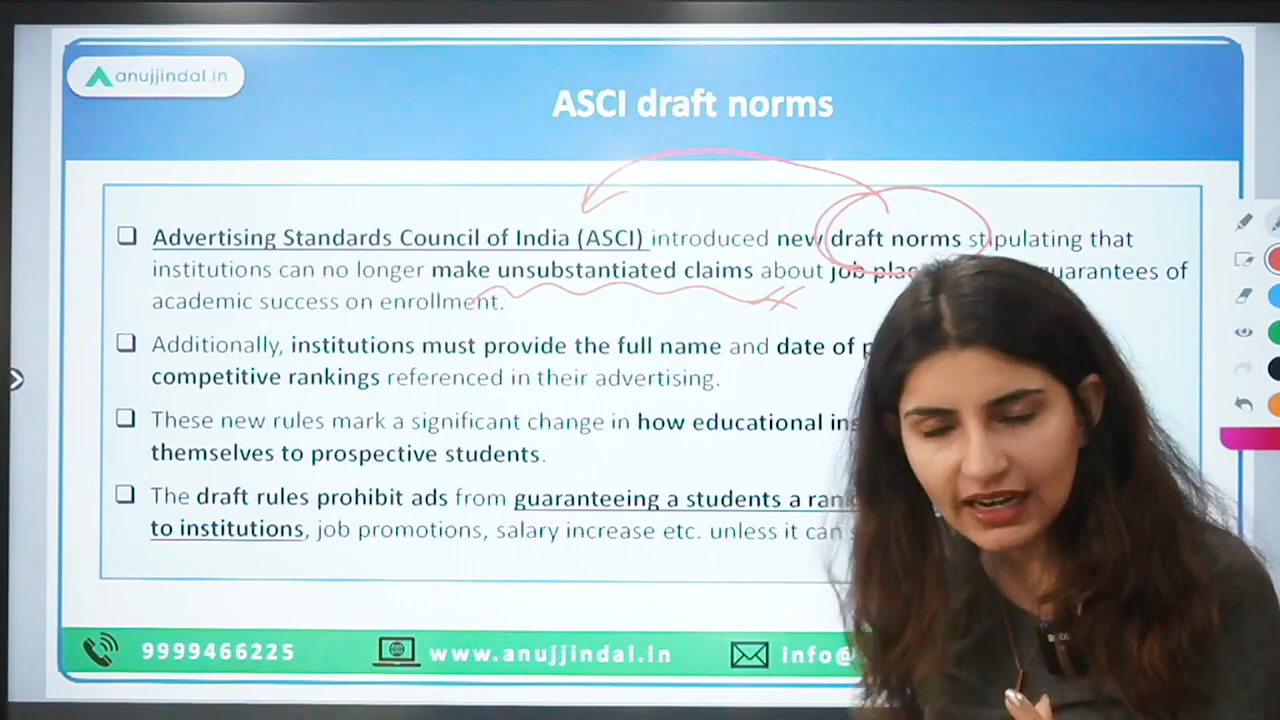 anujjindal.in
ASCI draft norms
Advertising Standards Council of India (ASCI) introduced new draft norms stipulating that
institutions can no longer make unsubstantiated claims about job guarantees of
academic success on enrollment.
Additionally, institutions must provide the full name and date of
competitive rankings referenced in their advertising.
These new rules mark a significant change in how educational
themselves to prospective students.
The draft rules prohibit ads from guaranteeing a students a
to institutions, job promotions, salary increase etc. unless it can
9999466225
www.anujjindal.in
info@